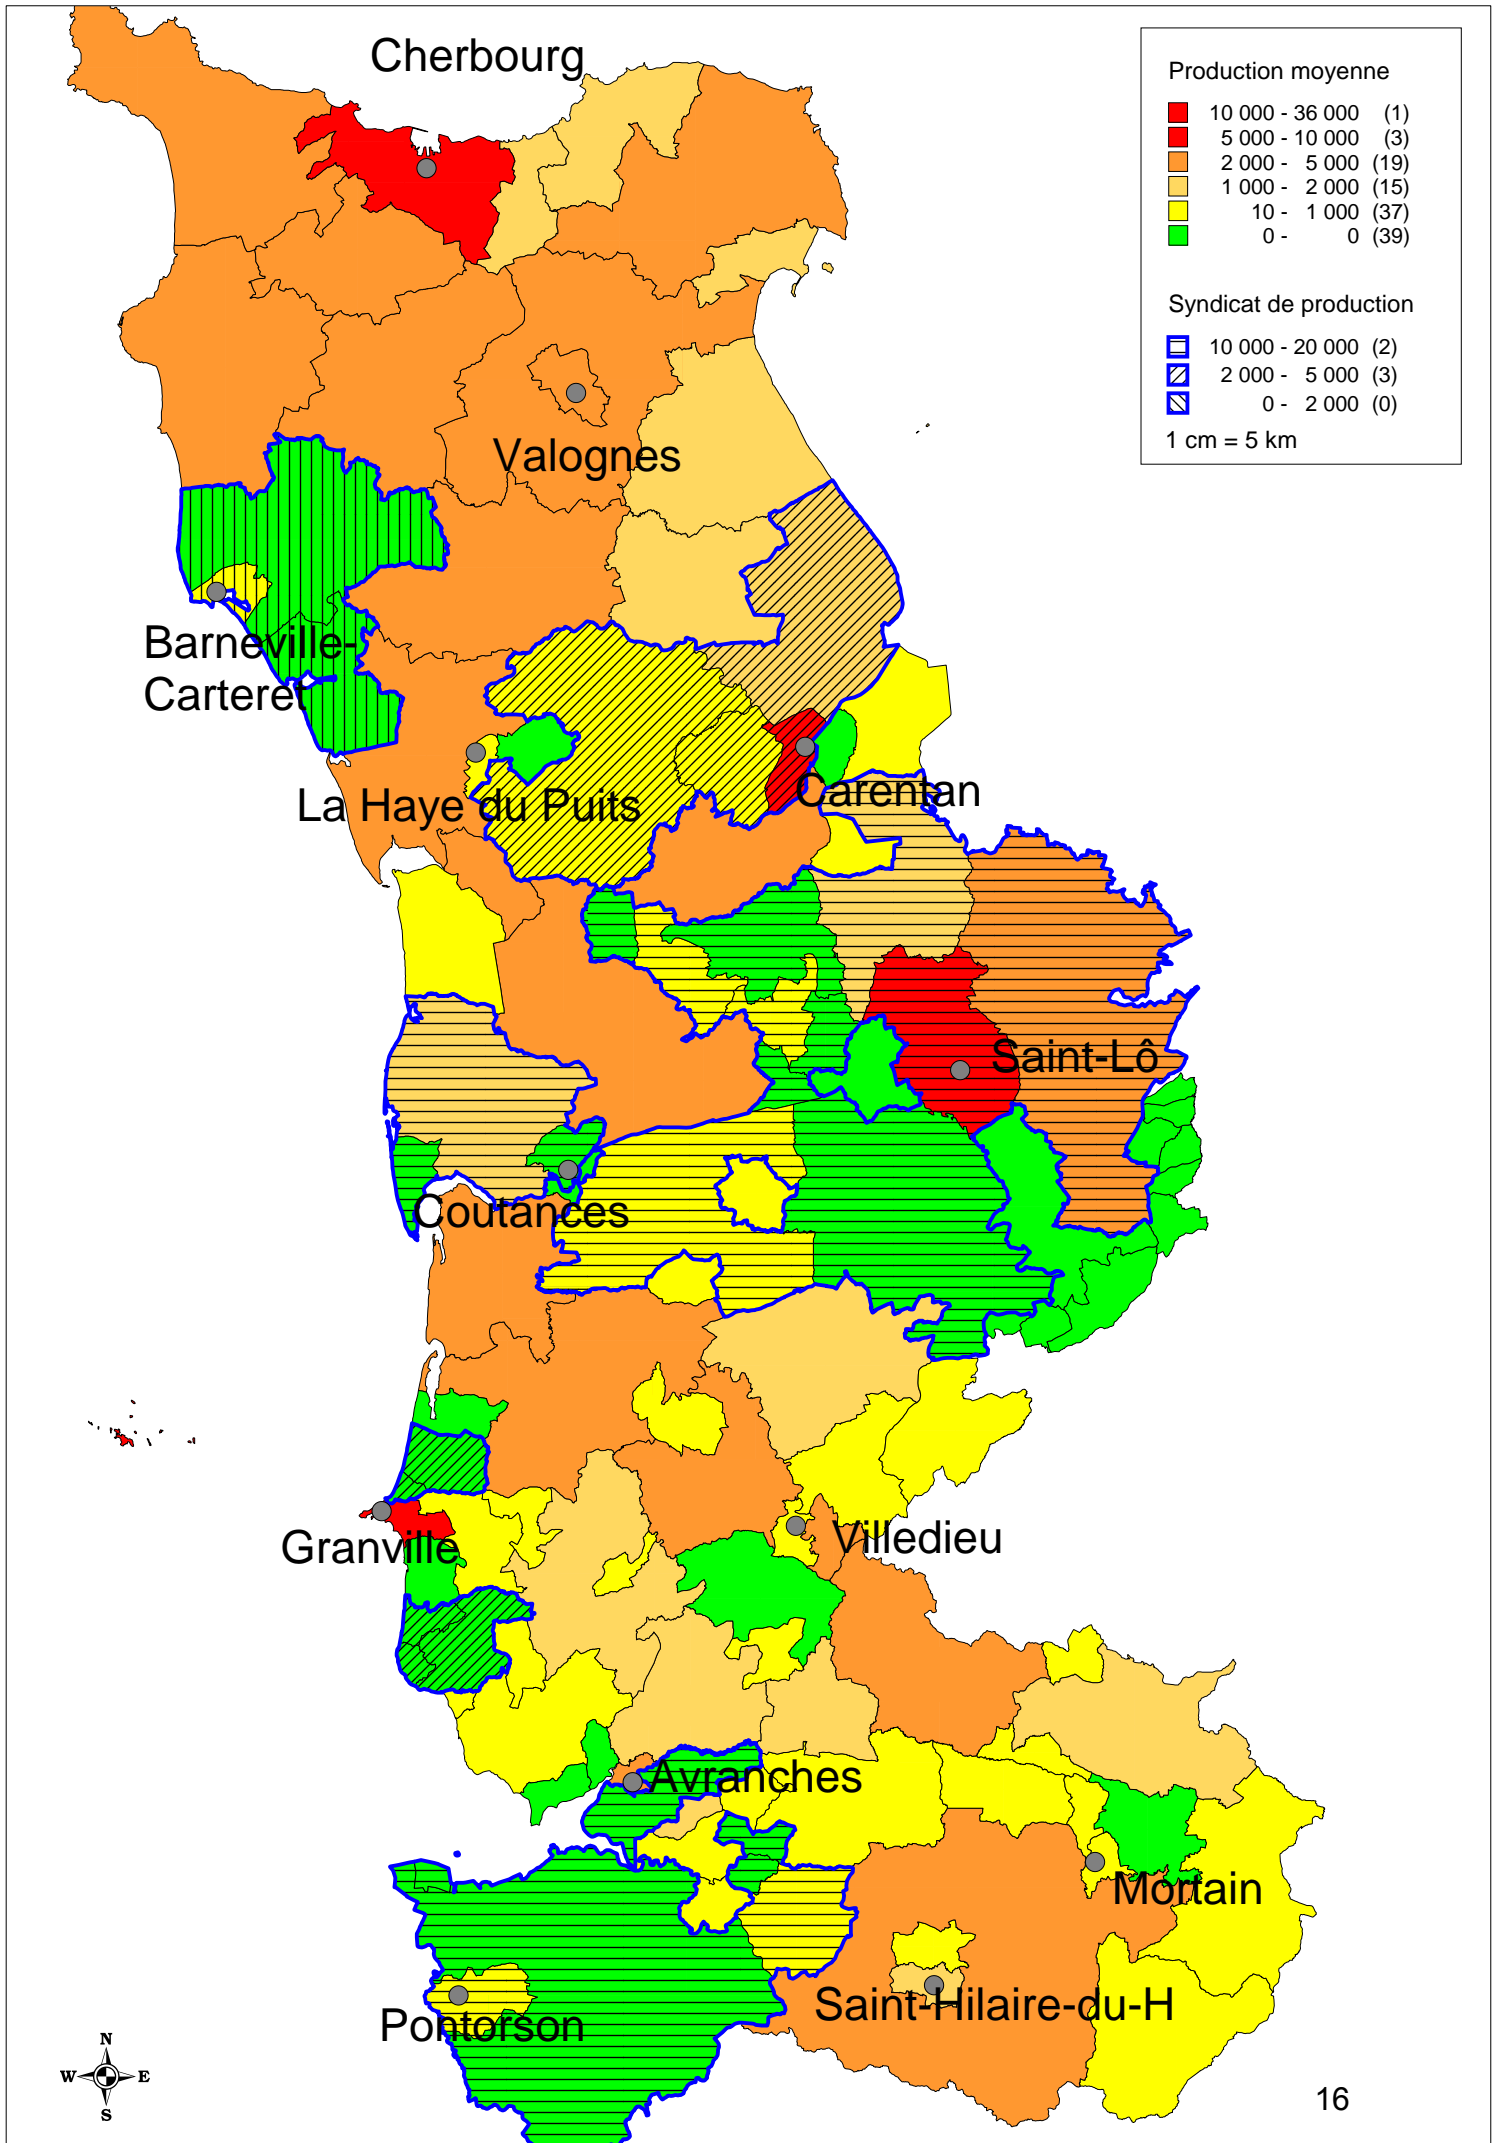 Cherbourg
Production moyenne
10 000 - 36 000 (1)
5 000 - 10 000 (3)
2 000 - 5 000 (19)
1 000 - 2 000 (15)
10 - 1 000 (37)
0 - 0 (39)
Syndicat de production
10 000 - 20 000 (2)
2 000 - 5 000 (3)
0 - 2 000 (0)
1 cm = 5 km
Valognes
Barneville-
Carteret
La Haye du Puits
Carentan
Saint-Lô
Coutances
Granville
Villedieu
Avranches
Mortain
Saint-Hilaire-du-H
Pontorson
N
W E
S
16